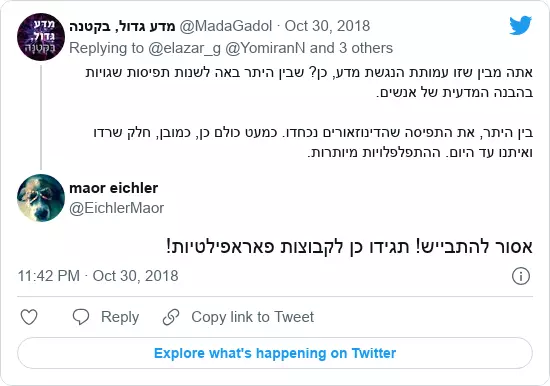 מדע גדול, בקטנה @MadaGadol · Oct 30, 2018
Replying to @elazar_g @YomiranN and 3 others
אתה מבין שזו עמותת הנגשת מדע, כן? שבין היתר באה לשנות תפיסות שגויות
בהבנה המדעית של אנשים.
בין היתר, את התפיסה שהדינוזאורים נכחדו. כמעט כולם כן, כמובן, חלק שרדו
ואיתנו עד היום. ההתפלפלויות מיותרות.
maor eichler
@EichlerMaor
אסור להתבייש! תגידו כן לקבוצות פאראפילטיות!
11:42 PM · Oct 30, 2018
Reply
Copy link to Tweet
Explore what's happening on Twitter